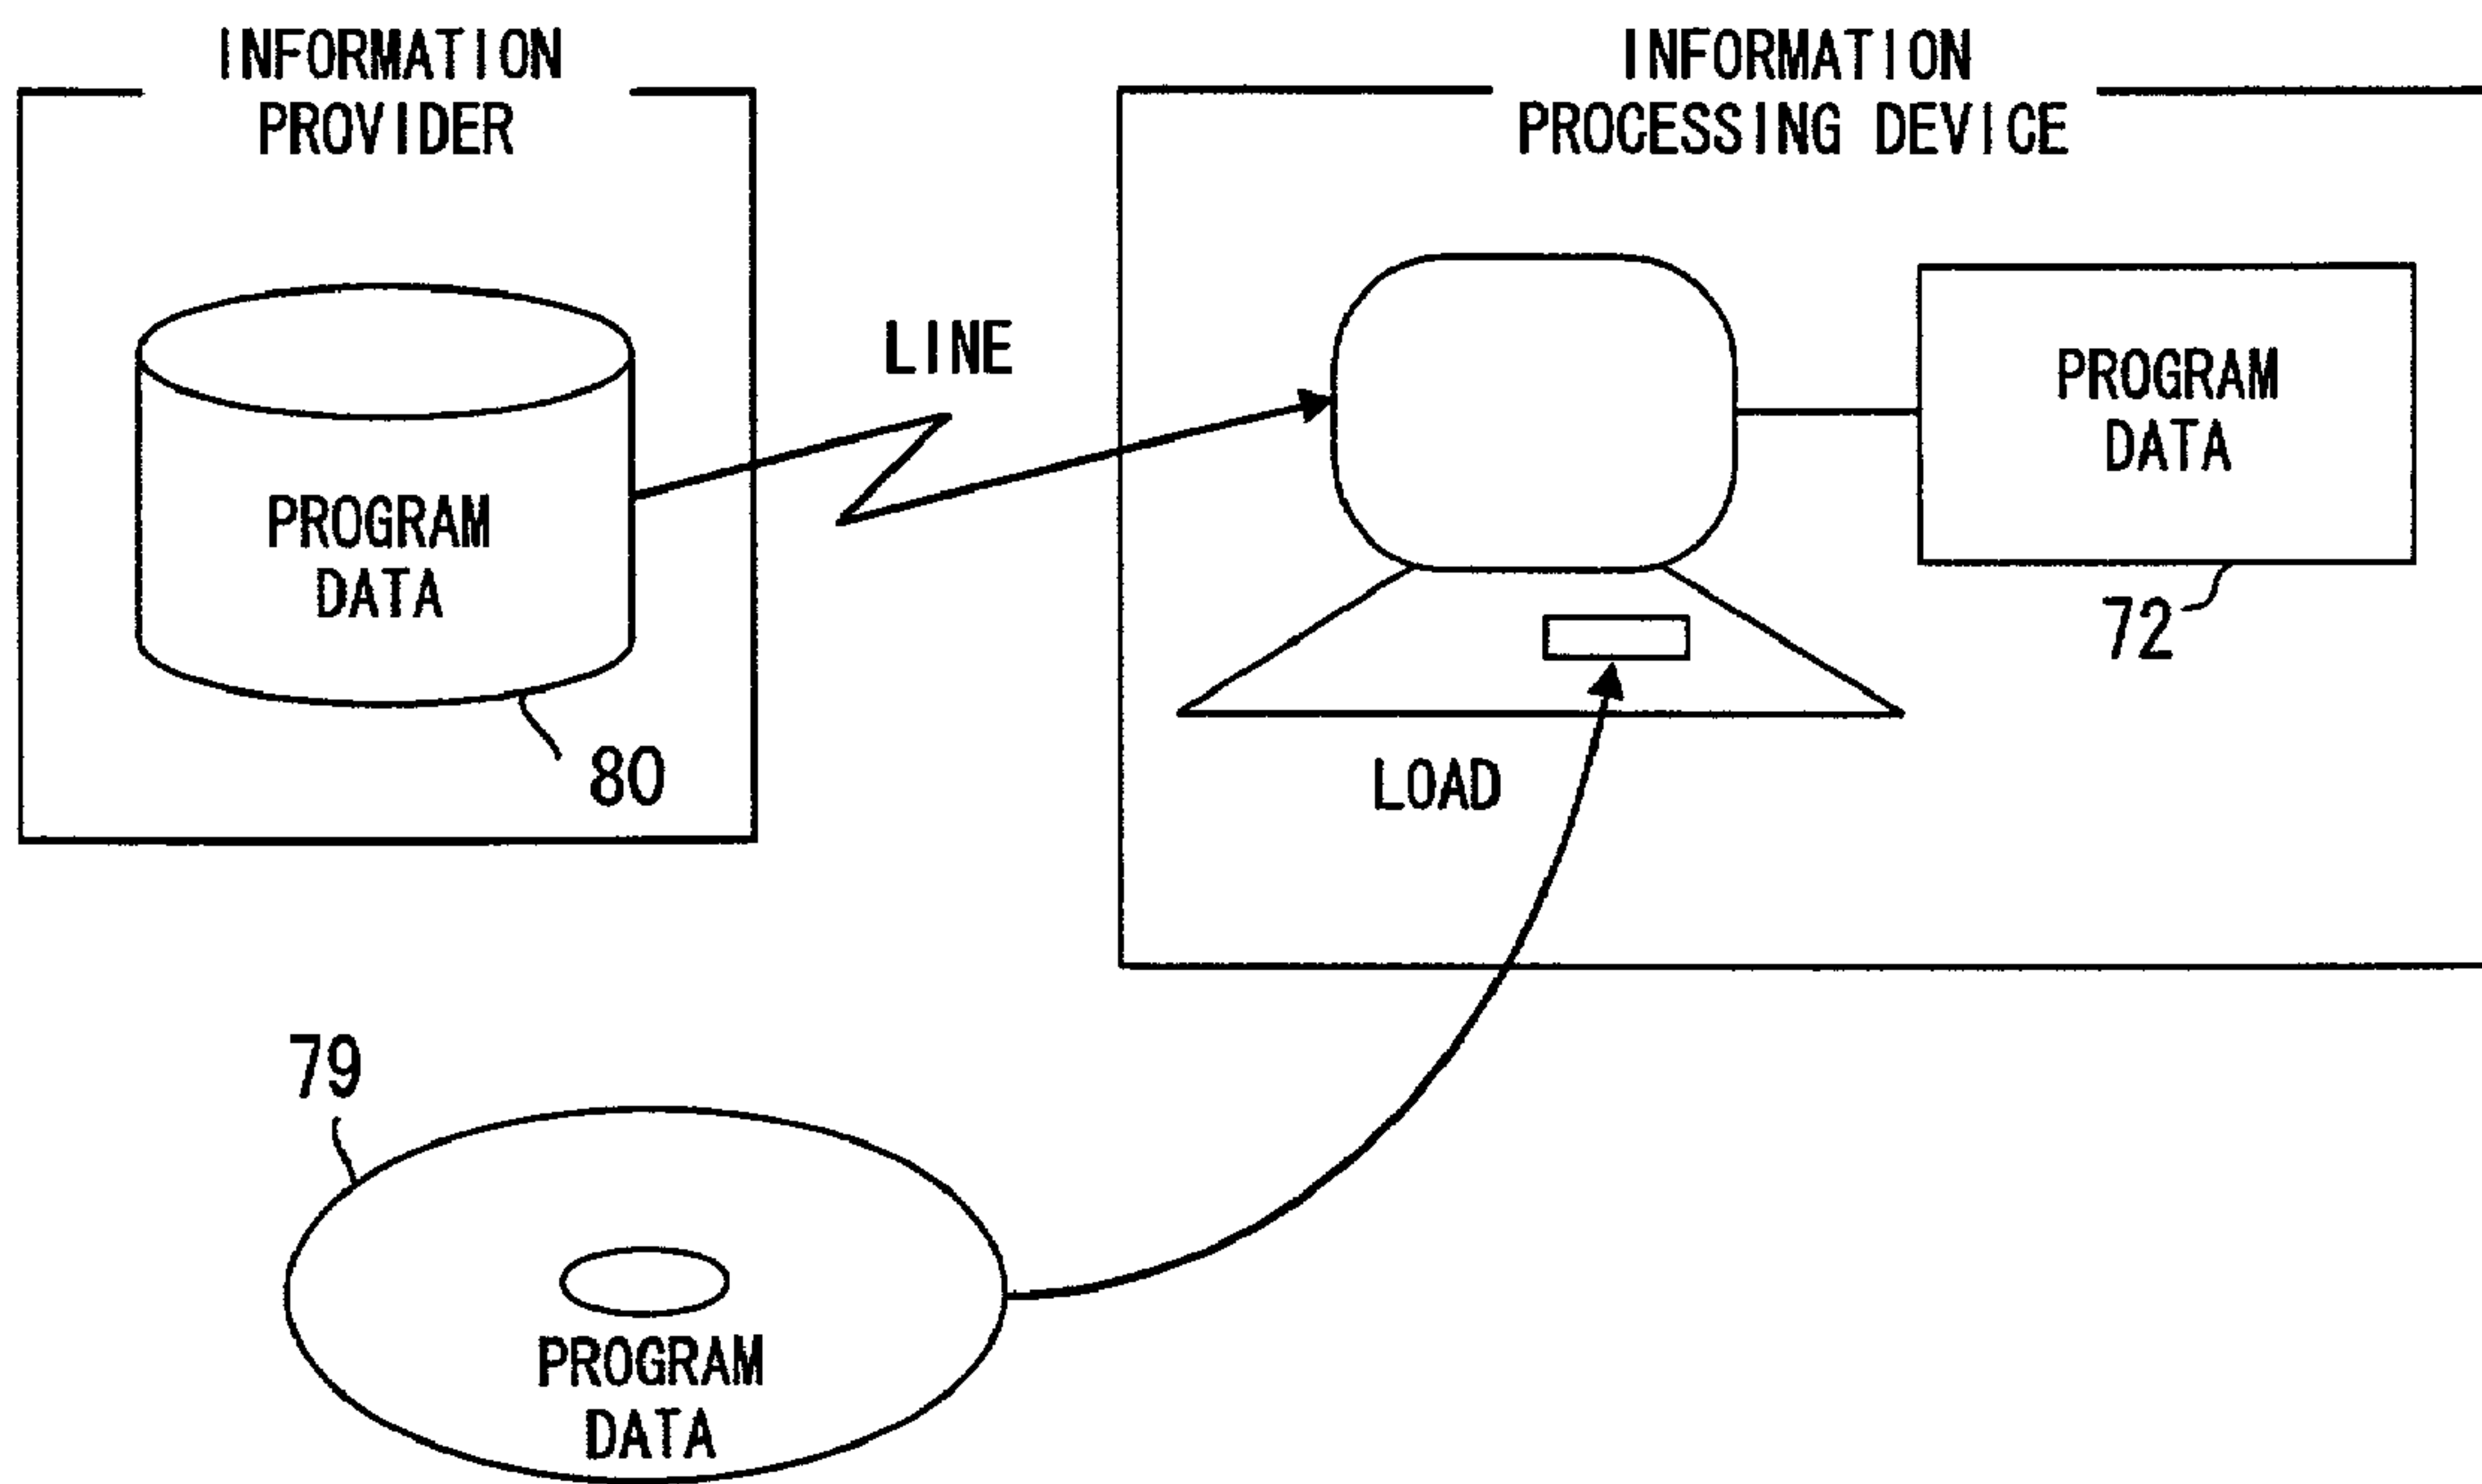 INFORMATION
PROVIDER
PROGRAM
DATA
80
LINE
INFORMATION
PROCESSING DEVICE
PROGRAM
DATA
72
LOAD
79
PROGRAM
DATA